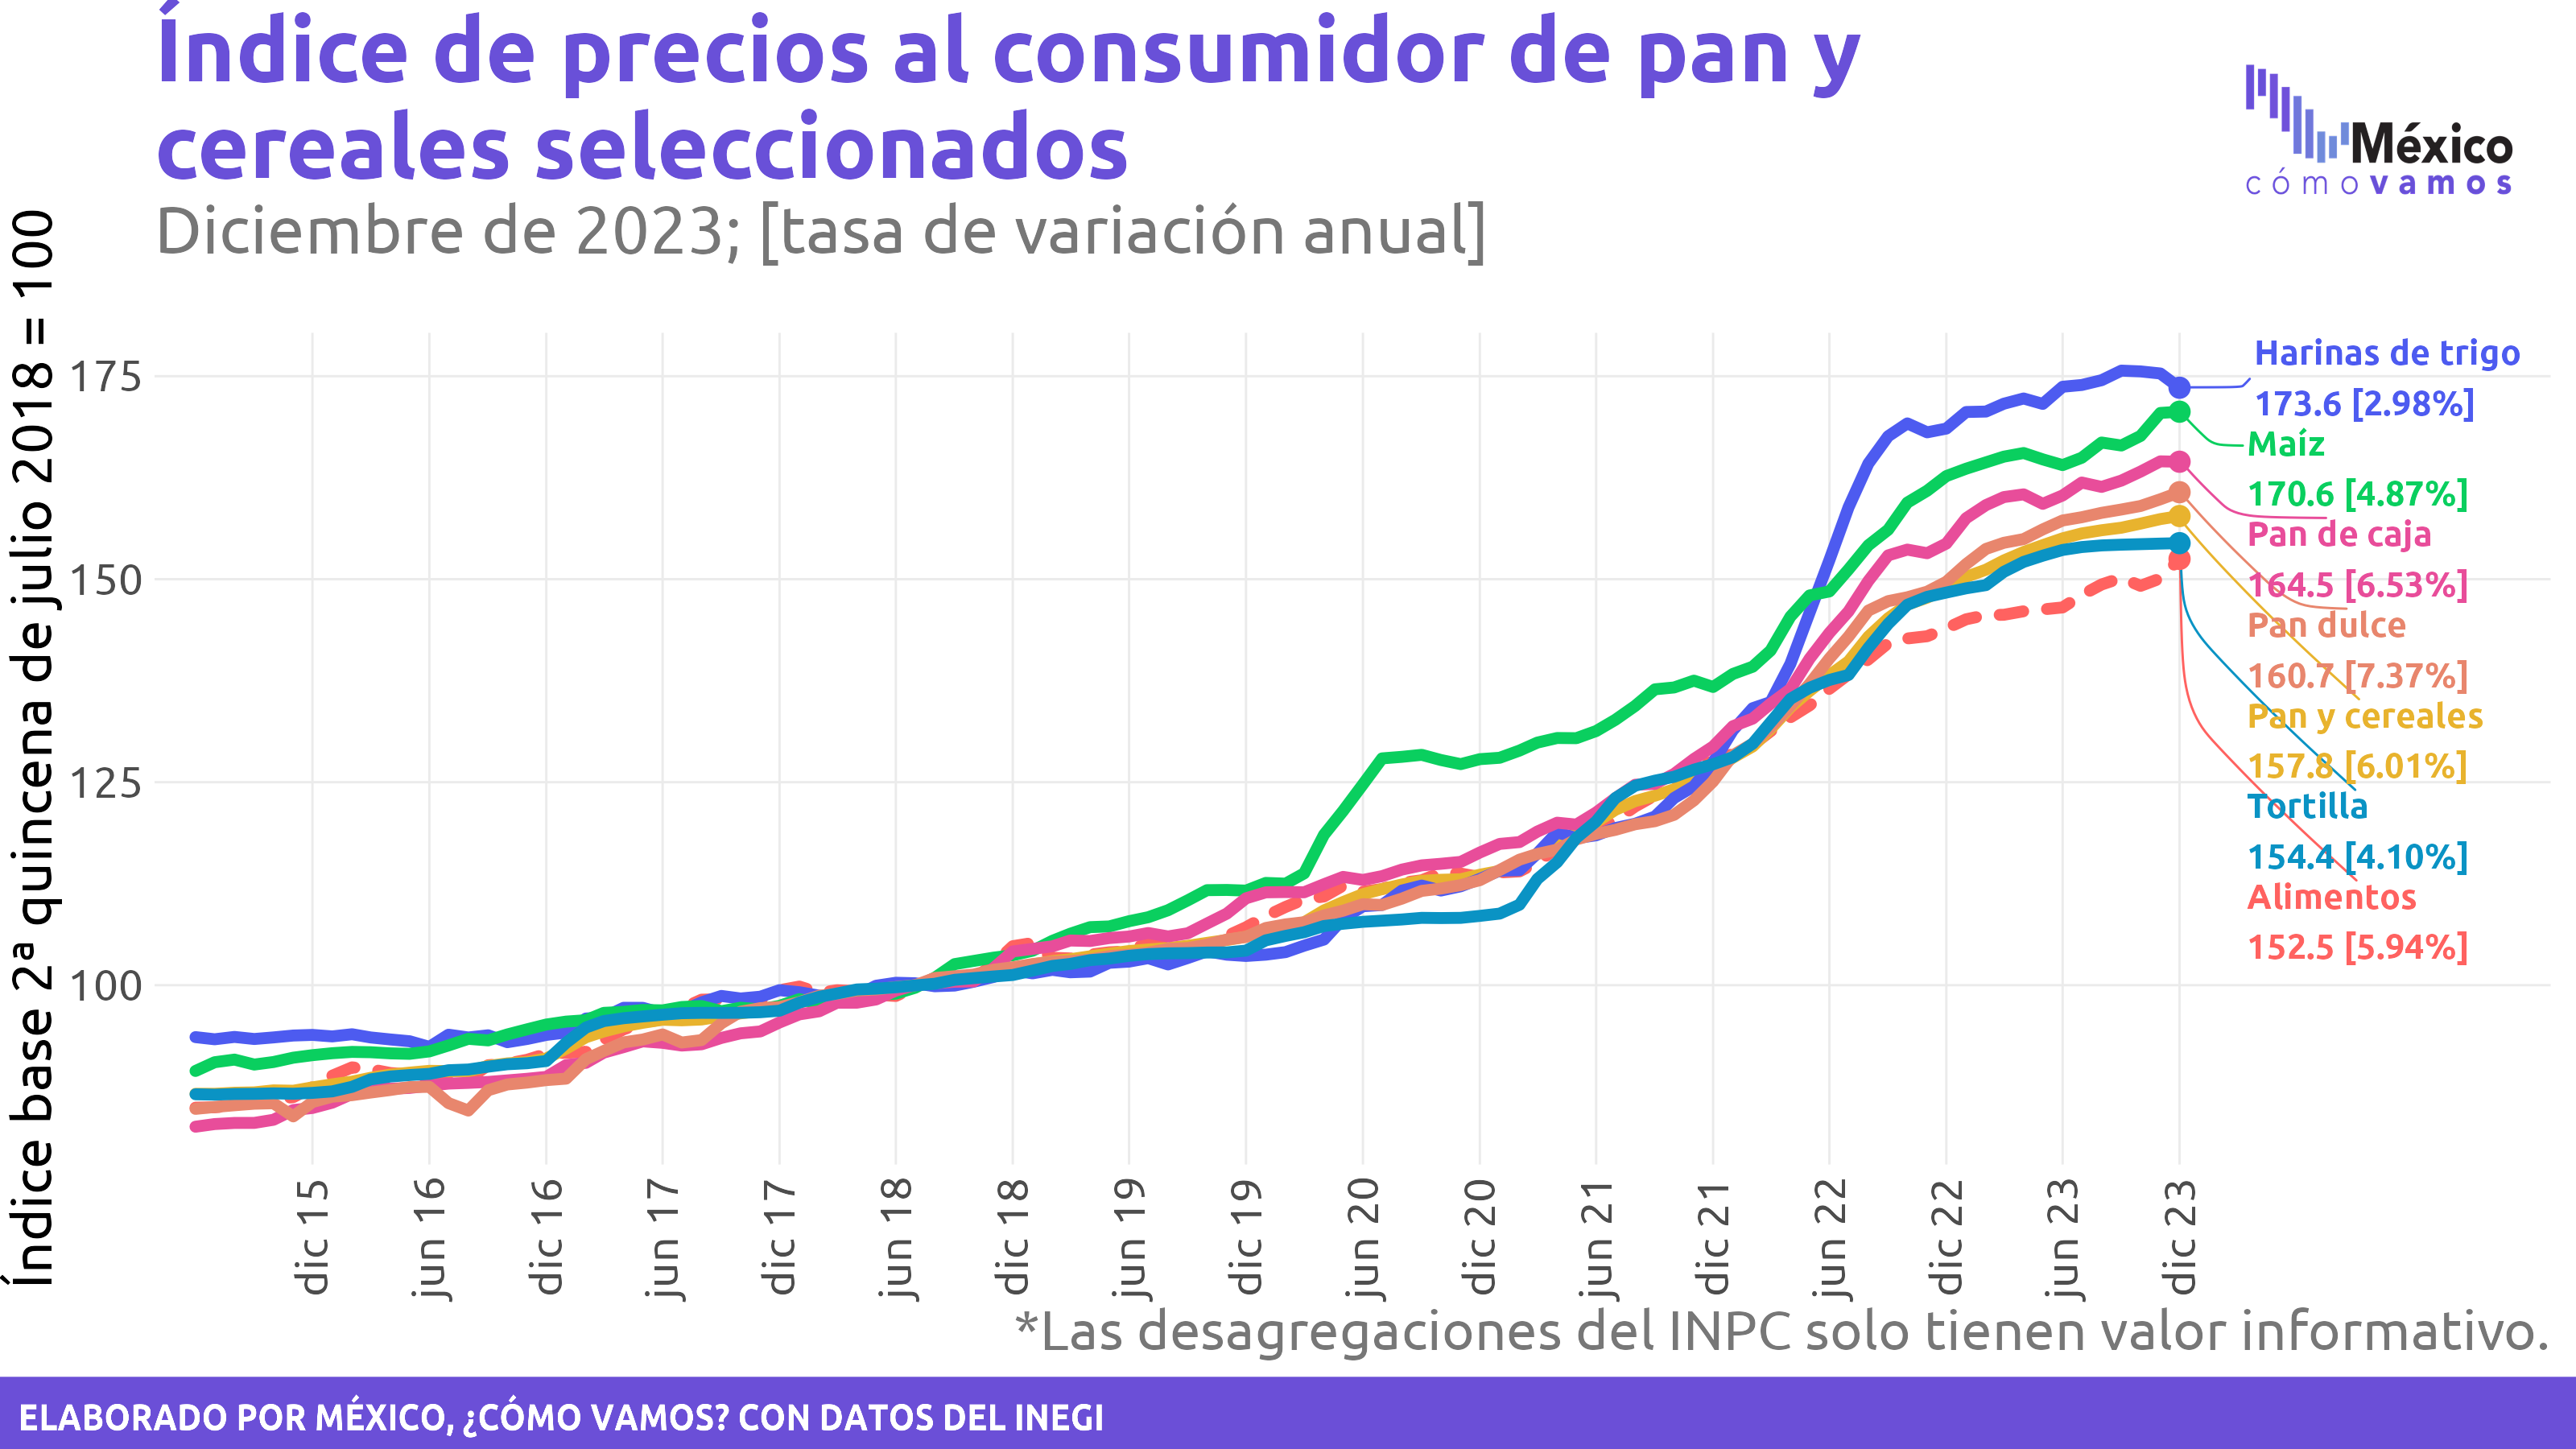 Índice de precios al consumidor de pan y
cereales seleccionados
Diciembre de 2023; [tasa de variación anual]
México
cómo vamos
Índice base 2ª quincena de julio 2018 = 100
175
150
125
100
Harinas de trigo
173.6 [2.98%]
Maíz
170.6 [4.87%]
Pan de caja
164.5 [6.53%]
Pan dulce
160.7 [7.37%]
Pan y cereales
157.8 [6.01%]
Tortilla
154.4 [4.10%]
Alimentos
152.5 [5.94%]
dic 15
jun 16
dic 16
jun 17
dic 17
jun 18
dic 18
jun 19
dic 19
jun 20
dic 20
jun 21
dic 21
jun 22
dic 22
jun 23
dic 23
*Las desagregaciones del INPC solo tienen valor informativo.
ELABORADO POR MÉXICO, ¿CÓMO VAMOS? CON DATOS DEL INEGI